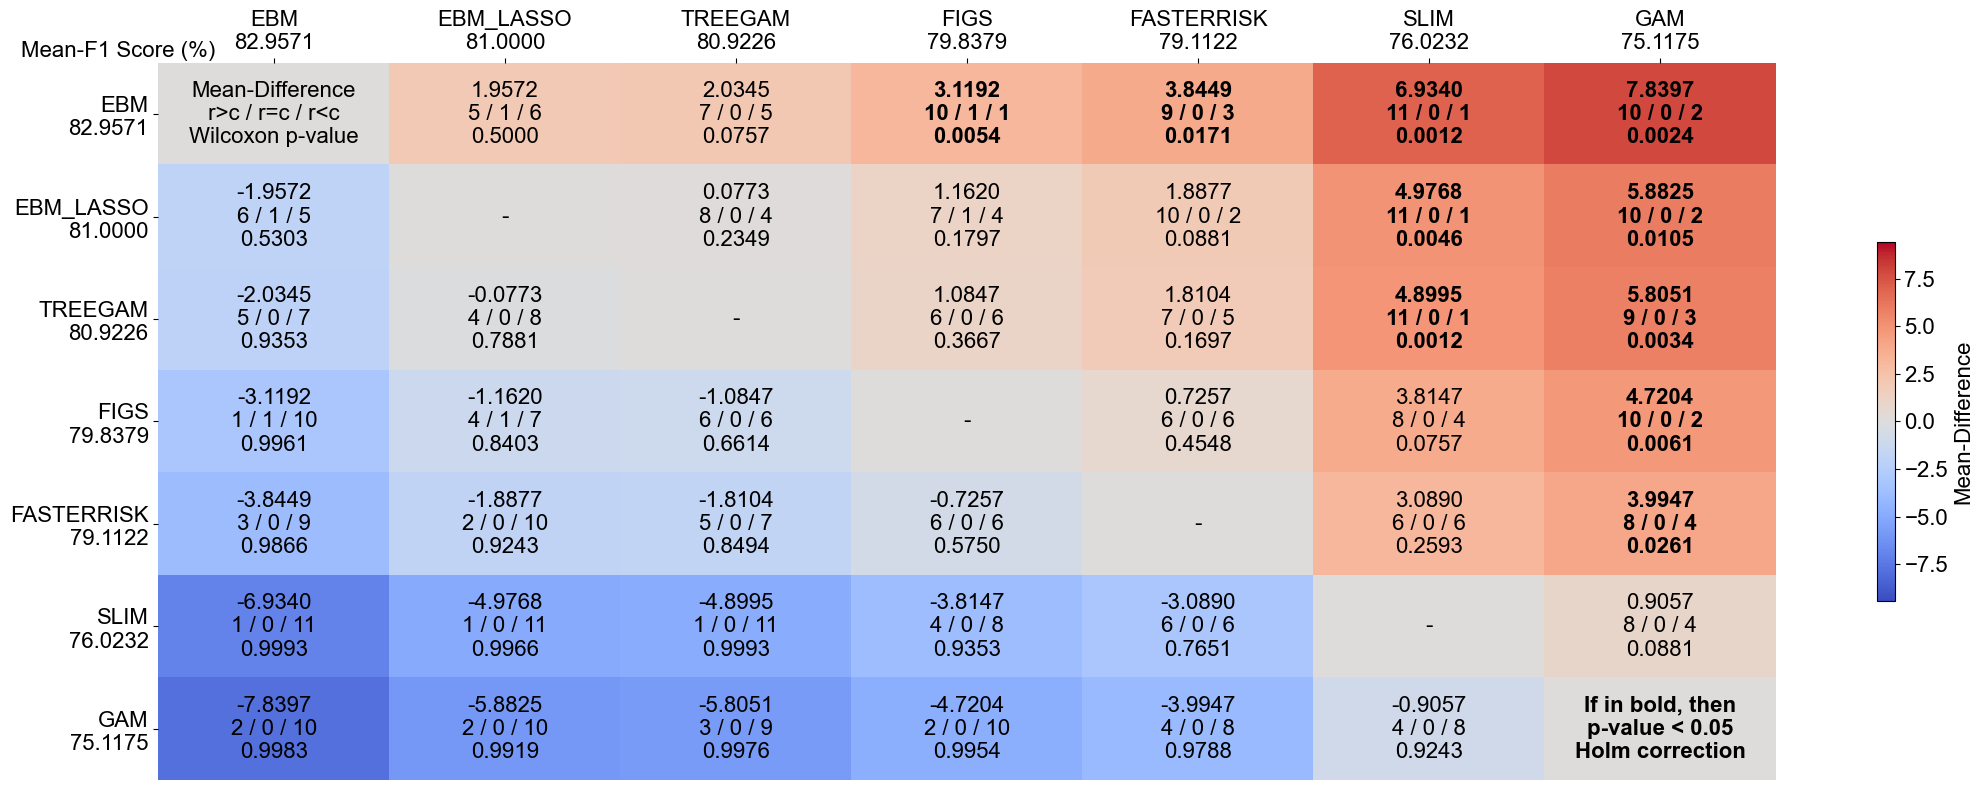 EBM EBM_LASSO TREEGAM FIGS FASTERRISK SLIM GAM
82.9571 81.0000 80.9226 79.8379 79.1122 76.0232 75.1175
Mean-F1 Score (%)
Mean-Difference 1.9572 2.0345 3.1192 3.8449 6.9340 7.8397
EBM r>c / r=c / r<c 5 / 1 / 6 7 / 0 / 5 10 / 1 / 1 9 / 0 / 3 11 / 0 / 1 10 / 0 / 2
82.9571 Wilcoxon p-value 0.5000 0.0757 0.0054 0.0171 0.0012 0.0024
-1.9572 0.0773 1.1620 1.8877 4.9768 5.8825
EBM_LASSO 6 / 1 / 5 - 8 / 0 / 4 7 / 1 / 4 10 / 0 / 2 11 / 0 / 1 10 / 0 / 2
81.0000 0.5303 0.2349 0.1797 0.0881 0.0046 0.0105
-2.0345 -0.0773 1.0847 1.8104 4.8995 5.8051
TREEGAM 5 / 0 / 7 4 / 0 / 8 - 6 / 0 / 6 7 / 0 / 5 11 / 0 / 1 9 / 0 / 3
80.9226 0.9353 0.7881 0.3667 0.1697 0.0012 0.0034
-3.1192 -1.1620 -1.0847 0.7257 3.8147 4.7204
FIGS 1 / 1 / 10 4 / 1 / 7 6 / 0 / 6 - 6 / 0 / 6 8 / 0 / 4 10 / 0 / 2
79.8379 0.9961 0.8403 0.6614 0.4548 0.0757 0.0061
-3.8449 -1.8877 -1.8104 -0.7257 3.0890 3.9947
FASTERRISK 3 / 0 / 9 2 / 0 / 10 5 / 0 / 7 6 / 0 / 6 - 6 / 0 / 6 8 / 0 / 4
79.1122 0.9866 0.9243 0.8494 0.5750 0.2593 0.0261
-6.9340 -4.9768 -4.8995 -3.8147 -3.0890 0.9057
SLIM 1 / 0 / 11 1 / 0 / 11 1 / 0 / 11 4 / 0 / 8 6 / 0 / 6 - 8 / 0 / 4
76.0232 0.9993 0.9966 0.9993 0.9353 0.7651 0.0881
-7.8397 -5.8825 -5.8051 -4.7204 -3.9947 -0.9057 If in bold, then
GAM 2 / 0 / 10 2 / 0 / 10 3 / 0 / 9 2 / 0 / 10 4 / 0 / 8 4 / 0 / 8 p-value < 0.05
75.1175 0.9983 0.9919 0.9976 0.9954 0.9788 0.9243 Holm correction
7.5
5.0
2.5
0.0
−2.5
−5.0
−7.5
Mean-Difference